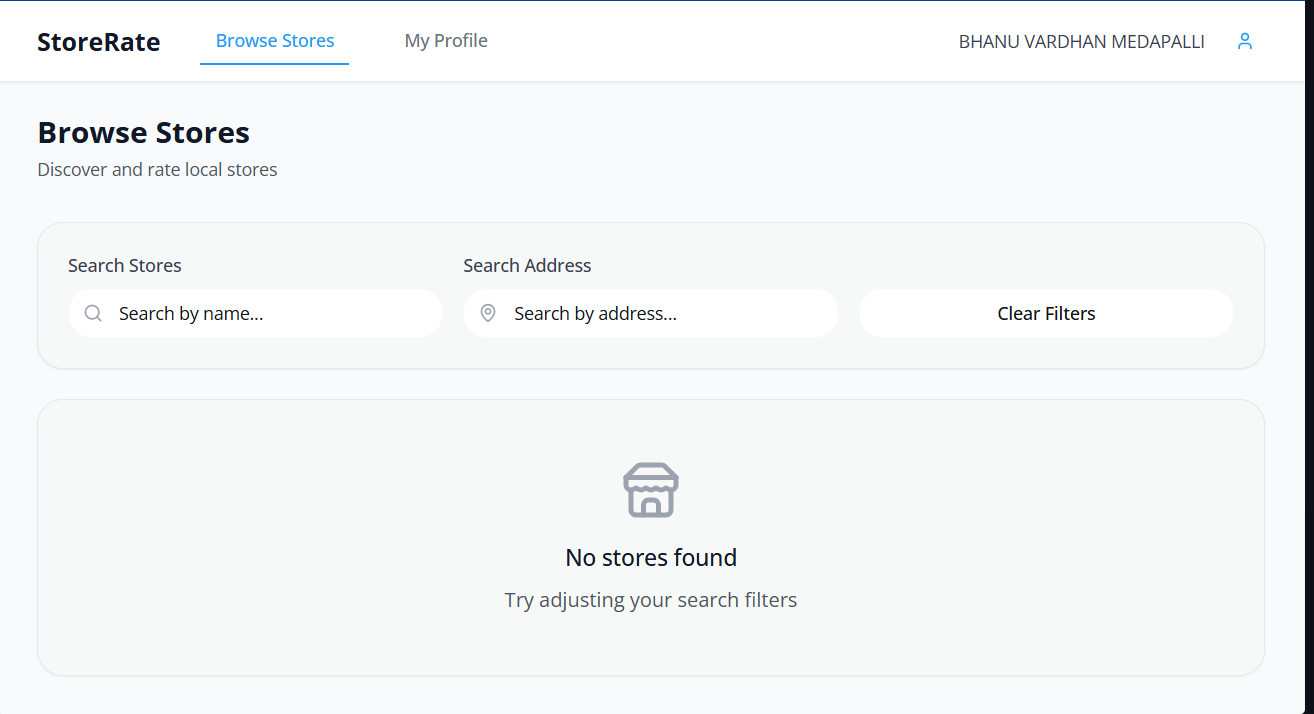 StoreRate Browse Stores My Profile BHANU VARDHAN MEDAPALLI
Browse Stores
Discover and rate local stores
Search Stores Search Address
Search by name... Search by address... Clear Filters
No stores found
Try adjusting your search filters